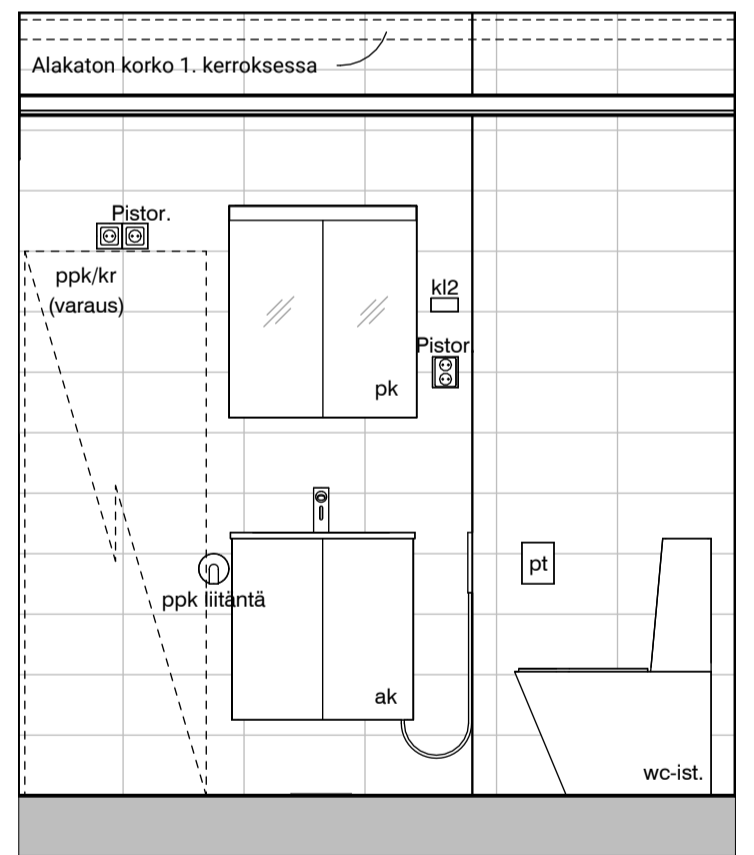 Alakaton korko 1. kerroksessa
Pistor.
ppk/kr
(varaus)
kl2
Pistor.
pk
pt
ppk liitäntä
ak
wc-ist.